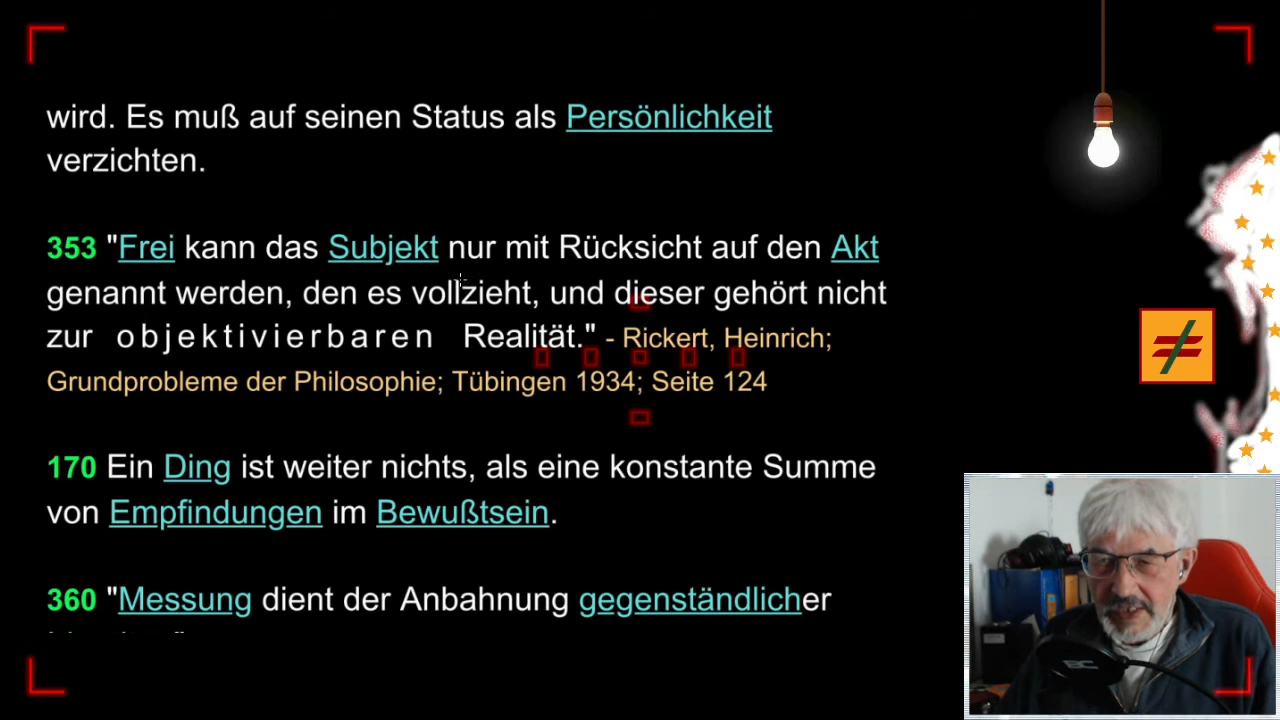 wird. Es muß auf seinen Status als Persönlichkeit
verzichten.
353 "Frei kann das Subjekt nur mit Rücksicht auf den Akt
genannt werden, den es vollzieht, und dieser gehört nicht
zur objektivierbaren Realität." - Rickert, Heinrich;
Grundprobleme der Philosophie; Tübingen 1934; Seite 124
170 Ein Ding ist weiter nichts, als eine konstante Summe
von Empfindungen im Bewußtsein.
360 "Messung dient der Anbahnung gegenständlicher